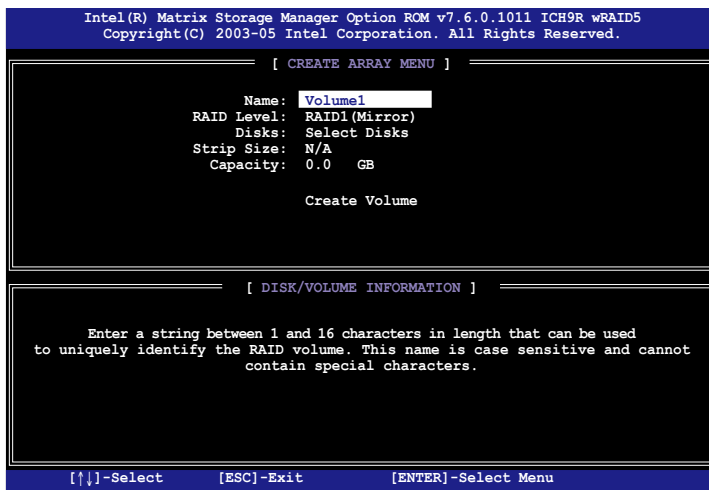 Intel(R) Matrix Storage Manager Option ROM v7.6.0.1011 ICH9R wRAID5
Copyright(C) 2003-05 Intel Corporation. All Rights Reserved.
[ CREATE ARRAY MENU ]
Name: Volume1
RAID Level: RAID1(Mirror)
Disks: Select Disks
Strip Size: N/A
Capacity: 0.0 GB
Create Volume
[ DISK/VOLUME INFORMATION ]
Enter a string between 1 and 16 characters in length that can be used
to uniquely identify the RAID volume. This name is case sensitive and cannot
contain special characters.
[↑↓]-Select [ESC]-Exit [ENTER]-Select Menu